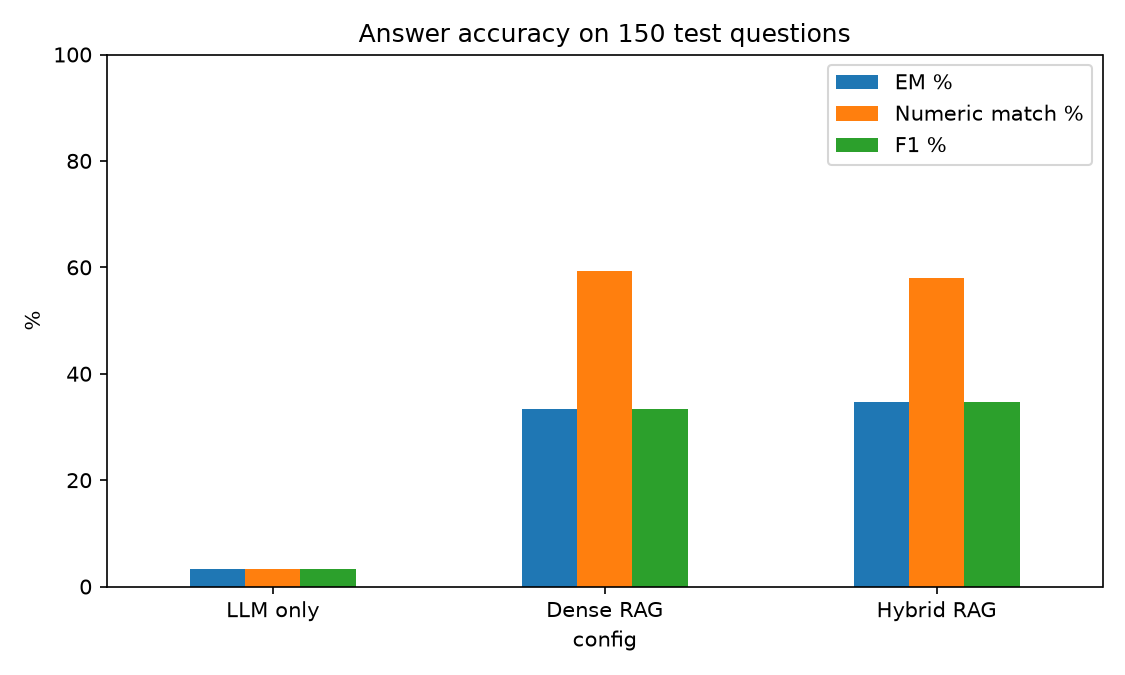 Answer accuracy on 150 test questions
100
80
60
40
20
0
%
EM %
Numeric match %
F1 %
LLM only
Dense RAG
Hybrid RAG
config